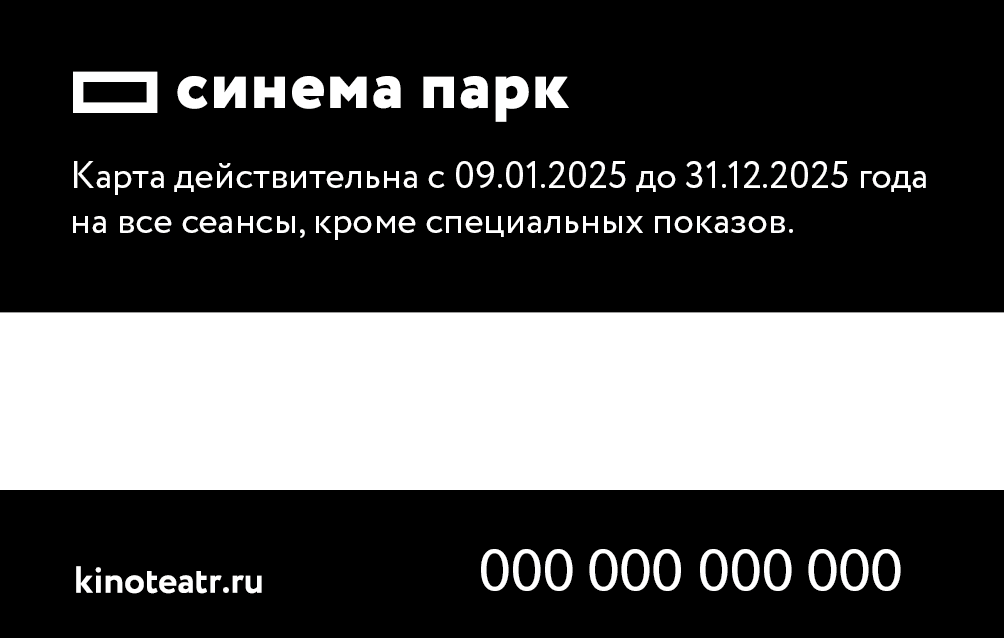 синема парк
Карта действительна с 09.01.2025 до 31.12.2025 года
на все сеансы, кроме специальных показов.
kinoteatr.ru
000 000 000 000